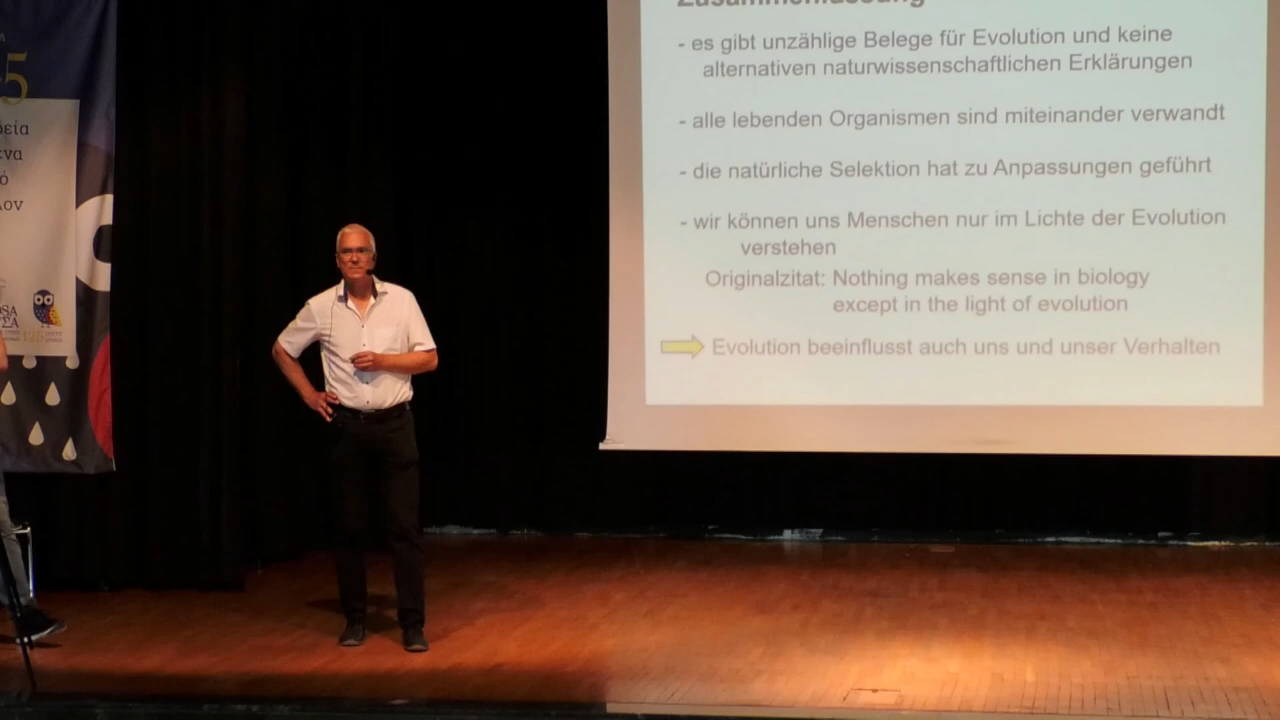 Zusammenfassung
- es gibt unzählige Belege für Evolution und keine
alternativen naturwissenschaftlichen Erklärungen
- alle lebenden Organismen sind miteinander verwandt
- die natürliche Selektion hat zu Anpassungen geführt
- wir können uns Menschen nur im Lichte der Evolution
verstehen
Originalzitat: Nothing makes sense in biology
except in the light of evolution
Evolution beeinflusst auch uns und unser Verhalten
5